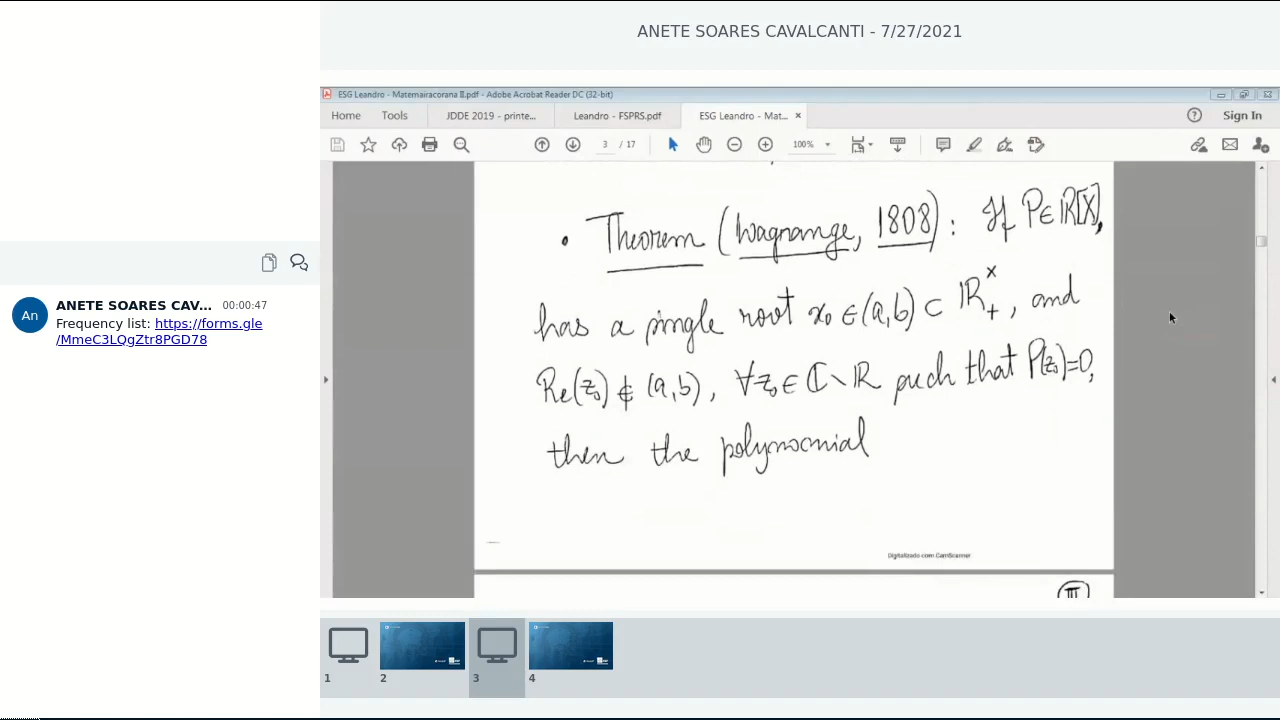 ANETE SOARES CAVALCANTI - 7/27/2021
ESG Leandro - Matemairacorana II.pdf - Adobe Acrobat Reader DC (32-bit)
Home Tools JDDE 2019 - printe... Leandro - FSPRS.pdf ESG Leandro - Mat... × Sign In
3 / 17 100%
• Theorem (Lagrange, 1808): If P∈ℝ[X],
has a single root x₀ ∈ (a,b) ⊂ ℝ₊ˣ, and
Re(z₀) ∉ (a,b), ∀z₀ ∈ ℂ∖ℝ such that P(z₀)=0,
then the polynomial
Digitalizado com CamScanner
III
An
ANETE SOARES CAV... 00:00:47
Frequency list: https://forms.gle
/MmeC3LQgZtr8PGD78
1 2 3 4